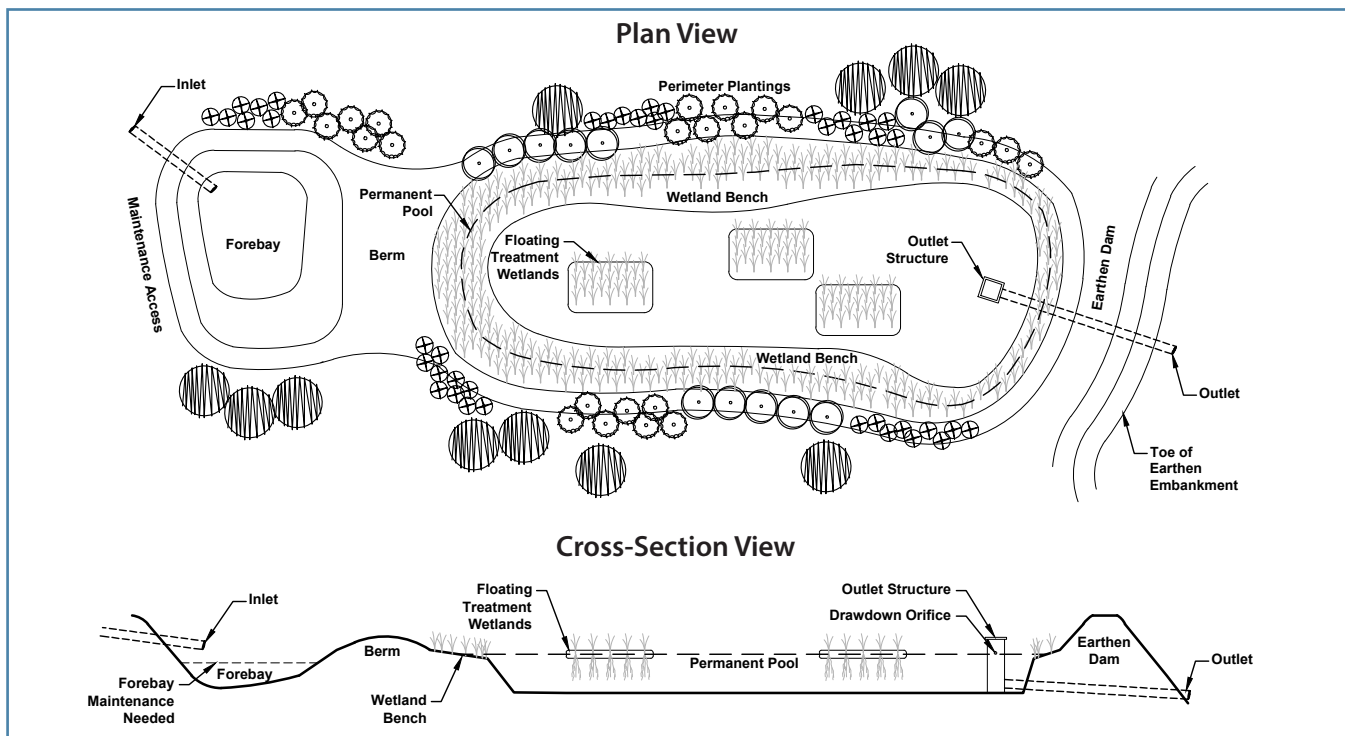 Plan View
Inlet
Perimeter Plantings
Maintenance Access
Forebay
Berm
Permanent
Pool
Wetland Bench
Floating
Treatment
Wetlands
Outlet
Structure
Earthen Dam
Wetland Bench
Outlet
Toe of
Earthen
Embankment
Cross-Section View
Inlet
Floating
Treatment
Wetlands
Outlet Structure
Drawdown Orifice
Berm
Permanent Pool
Earthen
Dam
Outlet
Forebay
Forebay
Maintenance
Needed
Wetland
Bench